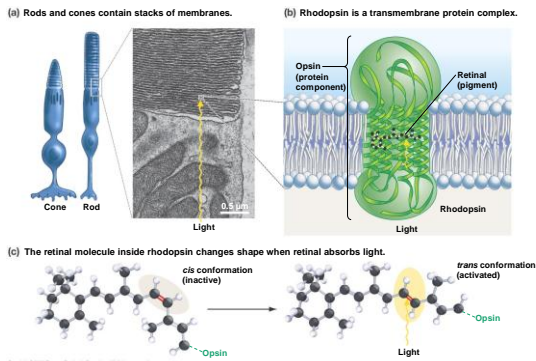 (a) Rods and cones contain stacks of membranes.
Cone
Rod
0.5 µm
Light
(b) Rhodopsin is a transmembrane protein complex.
Opsin
(protein
component)
Retinal
(pigment)
Rhodopsin
Light
(c) The retinal molecule inside rhodopsin changes shape when retinal absorbs light.
cis conformation
(inactive)
Opsin
trans conformation
(activated)
Opsin
Light